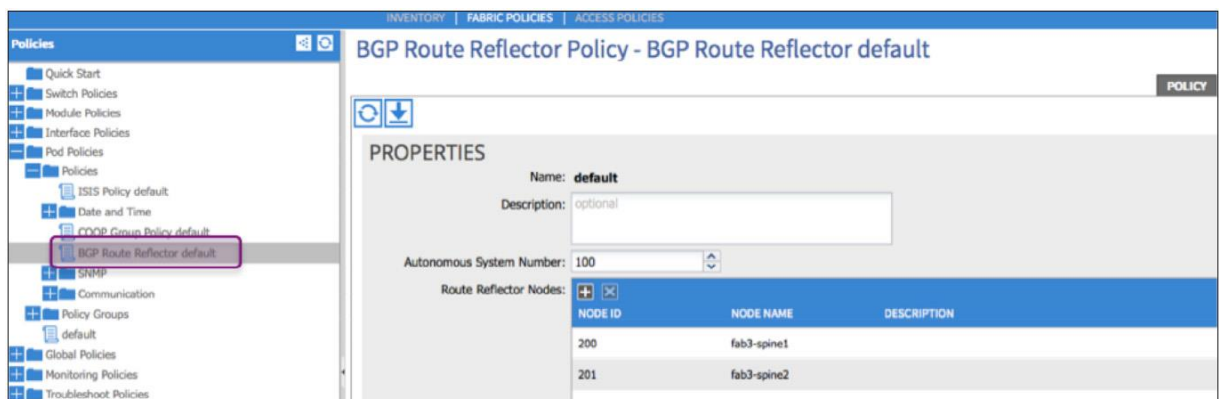 INVENTORY | FABRIC POLICIES | ACCESS POLICIES
Policies
Quick Start
Switch Policies
Module Policies
Interface Policies
Pod Policies
Policies
ISIS Policy default
Date and Time
COOP Group Policy default
BGP Route Reflector default
SNMP
Communication
Policy Groups
default
Global Policies
Monitoring Policies
Troubleshoot Policies
BGP Route Reflector Policy - BGP Route Reflector default
POLICY
PROPERTIES
Name: default
Description: optional
Autonomous System Number: 100
Route Reflector Nodes:
NODE ID NODE NAME DESCRIPTION
200 fab3-spine1
201 fab3-spine2